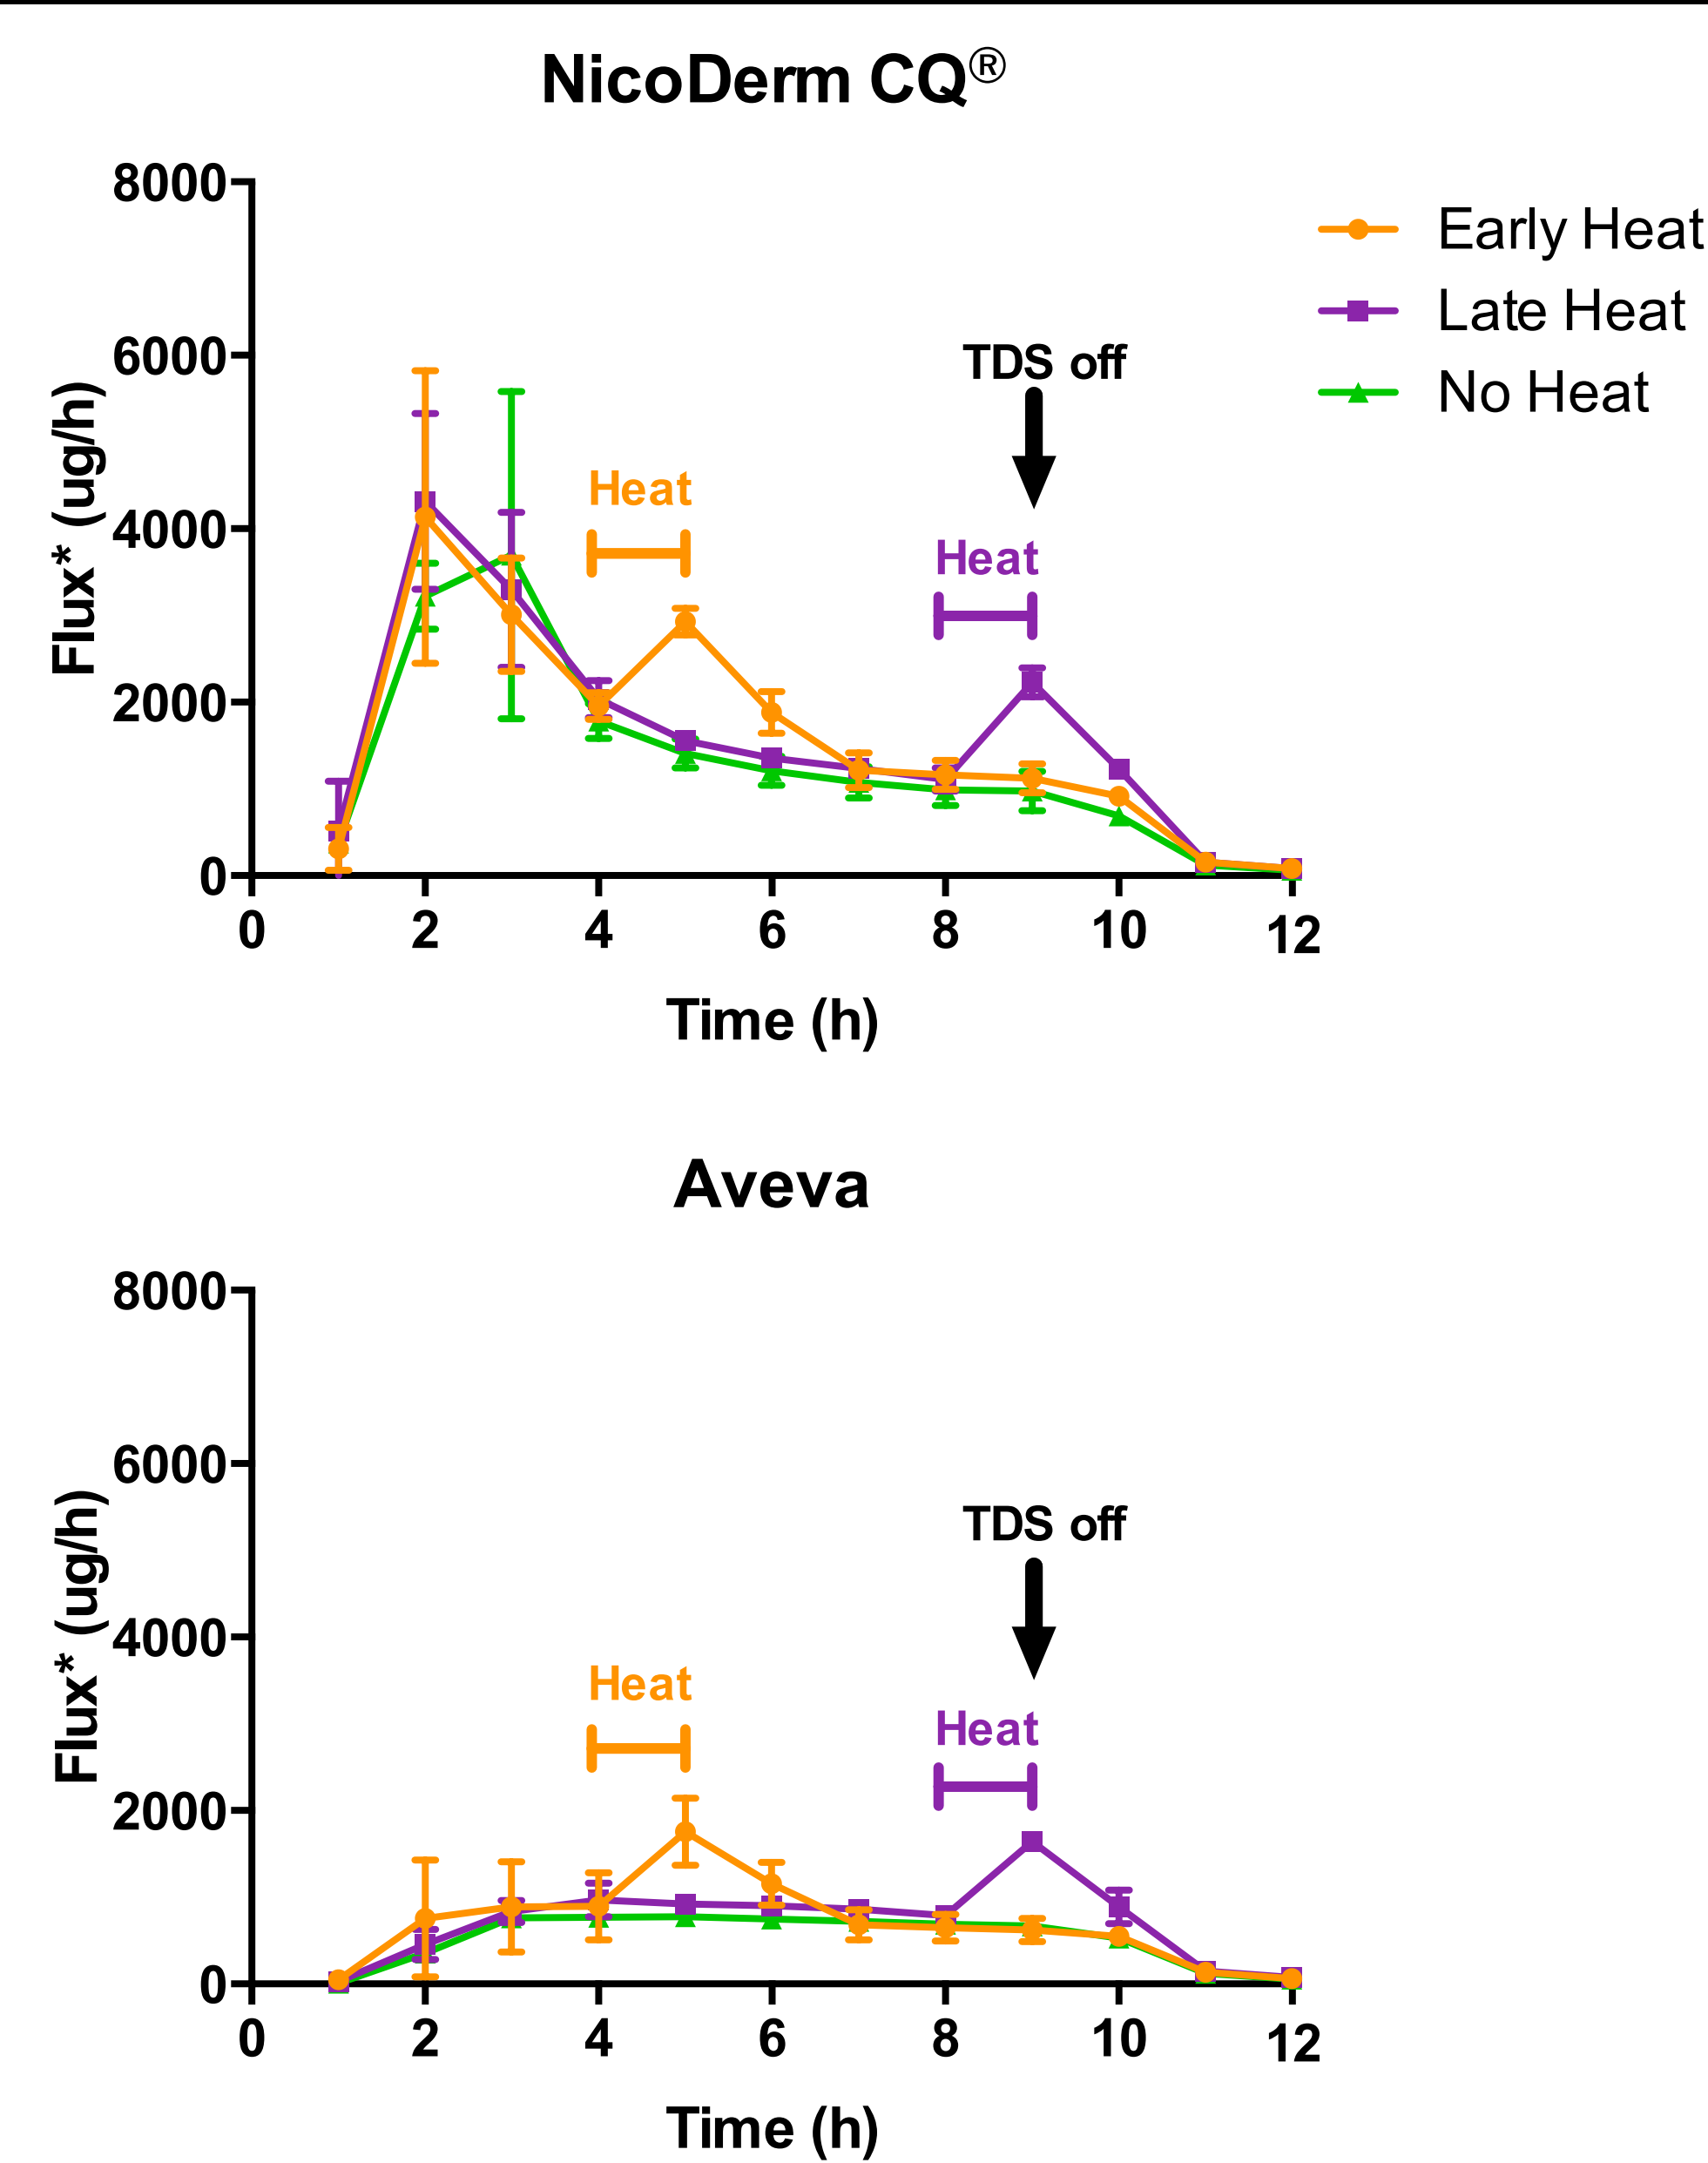 NicoDerm CQ®
8000
6000
4000
2000
0
Flux* (ug/h)
Early Heat
Late Heat
No Heat
TDS off
Heat
Heat
0 2 4 6 8 10 12
Time (h)
Aveva
8000
6000
4000
2000
0
Flux* (ug/h)
TDS off
Heat
Heat
0 2 4 6 8 10 12
Time (h)